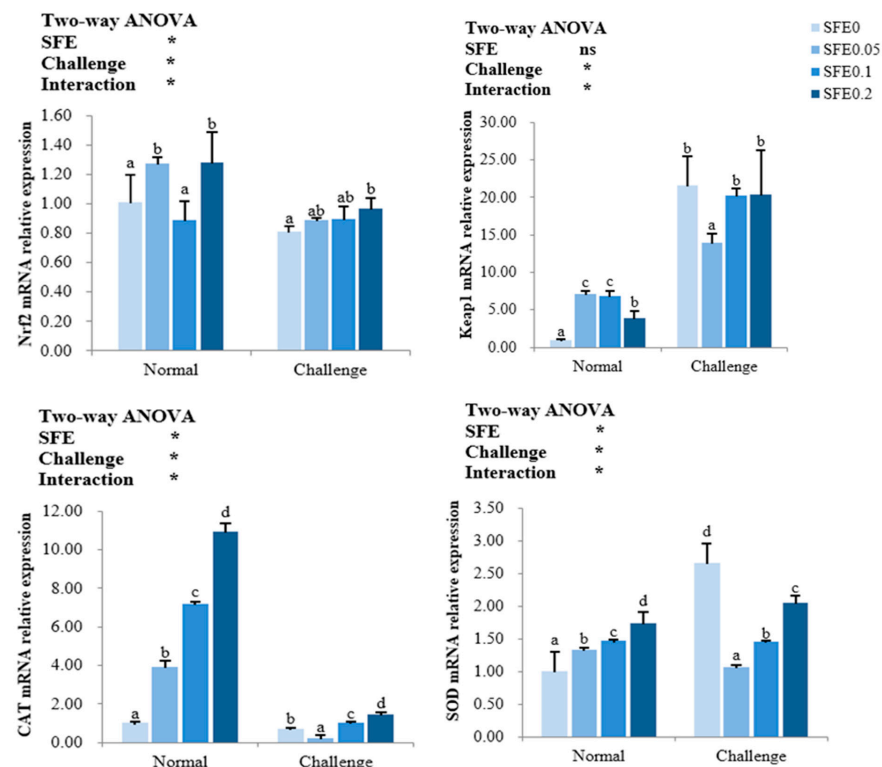 Two-way ANOVA
SFE *
Challenge *
Interaction *
Nrf2 mRNA relative expression
1.60
1.40
1.20
1.00
0.80
0.60
0.40
0.20
0.00
a b a b
a ab ab b
Normal Challenge
Two-way ANOVA
SFE ns
Challenge *
Interaction *
Keap1 mRNA relative expression
30.00
25.00
20.00
15.00
10.00
5.00
0.00
a c c b
b a b b
Normal Challenge
SFE0
SFE0.05
SFE0.1
SFE0.2
Two-way ANOVA
SFE *
Challenge *
Interaction *
CAT mRNA relative expression
12.00
10.00
8.00
6.00
4.00
2.00
0.00
a b c d
b a c d
Normal Challenge
Two-way ANOVA
SFE *
Challenge *
Interaction *
SOD mRNA relative expression
3.50
3.00
2.50
2.00
1.50
1.00
0.50
0.00
a b c d
d a b c
Normal Challenge